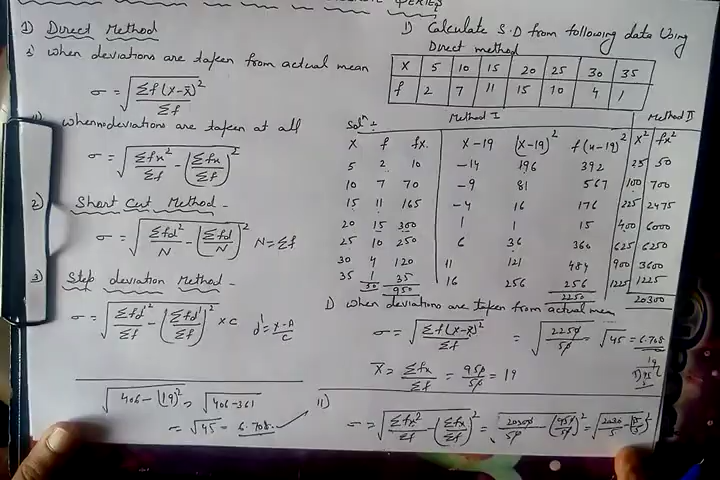 SERIES
1) Direct Method
i) when deviations are taken from actual mean
σ = √(Σf(x-x̄)² / Σf)
ii) when no deviations are taken at all
σ = √(Σfx²/Σf - (Σfx/Σf)²)
2) Short Cut Method -
σ = √(Σfd²/N - (Σfd/N)²) N = Σf
3) Step deviation Method -
σ = √(Σfd'²/Σf - (Σfd'/Σf)²) × c d' = x-A/c
√406 - (19)² = √406-361
= √45 = 6.708
1) Calculate S.D from following data Using
Direct method
X 5 10 15 20 25 30 35
f 2 7 11 15 10 4 1
Solⁿ :- Method I Method II
X f fx x-19 (x-19)² f(x-19)² x² fx²
5 2 10 -14 196 392 25 50
10 7 70 -9 81 567 100 700
15 11 165 -4 16 176 225 2475
20 15 300 1 1 15 400 6000
25 10 250 6 36 360 625 6250
30 4 120 11 121 484 900 3600
35 1 35 16 256 256 1225 1225
50 950 2250 20300
i) when deviations are taken from actual mean
σ = √(Σf(x-x̄)² / Σf) = √(2250/50) = √45 = 6.708
X̄ = Σfx/Σf = 950/50 = 19
ii) σ = √(Σfx²/Σf - (Σfx/Σf)²) = √(20300/50 - (950/50)²) = √(2030/5 - (95/5)²)